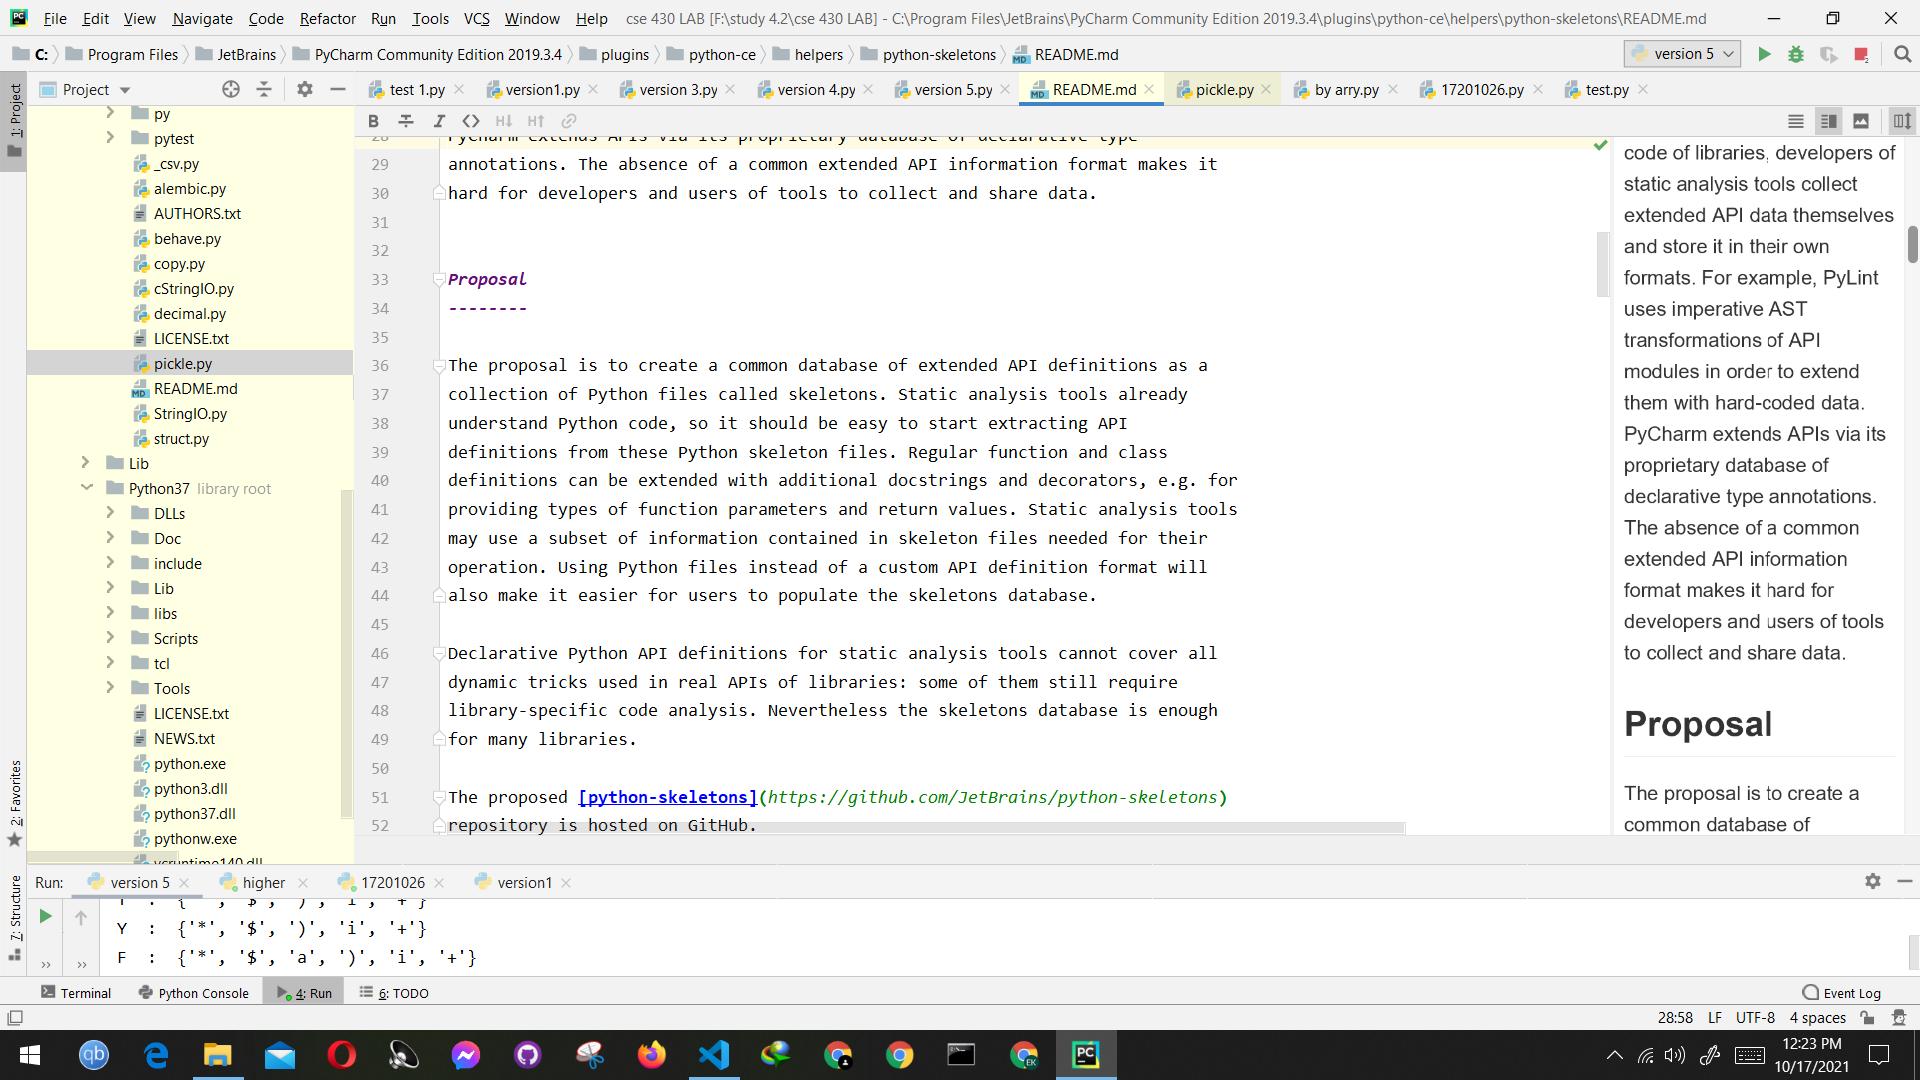 File Edit View Navigate Code Refactor Run Tools VCS Window Help cse 430 LAB [F:\study 4.2\cse 430 LAB] - C:\Program Files\JetBrains\PyCharm Community Edition 2019.3.4\plugins\python-ce\helpers\python-skeletons\README.md
C: Program Files JetBrains PyCharm Community Edition 2019.3.4 plugins python-ce helpers python-skeletons README.md version 5
Project test 1.py version1.py version 3.py version 4.py version 5.py README.md pickle.py by arry.py 17201026.py test.py
1: Project
py
pytest
_csv.py
alembic.py
AUTHORS.txt
behave.py
copy.py
cStringIO.py
decimal.py
LICENSE.txt
pickle.py
README.md
StringIO.py
struct.py
Lib
Python37 library root
DLLs
Doc
include
Lib
libs
Scripts
tcl
Tools
LICENSE.txt
NEWS.txt
python.exe
python3.dll
python37.dll
pythonw.exe
vcruntime140.dll
2: Favorites
7: Structure
28 PyCharm extends APIs via its proprietary database of declarative type
29 annotations. The absence of a common extended API information format makes it
30 hard for developers and users of tools to collect and share data.
31
32
33 Proposal
34 --------
35
36 The proposal is to create a common database of extended API definitions as a
37 collection of Python files called skeletons. Static analysis tools already
38 understand Python code, so it should be easy to start extracting API
39 definitions from these Python skeleton files. Regular function and class
40 definitions can be extended with additional docstrings and decorators, e.g. for
41 providing types of function parameters and return values. Static analysis tools
42 may use a subset of information contained in skeleton files needed for their
43 operation. Using Python files instead of a custom API definition format will
44 also make it easier for users to populate the skeletons database.
45
46 Declarative Python API definitions for static analysis tools cannot cover all
47 dynamic tricks used in real APIs of libraries: some of them still require
48 library-specific code analysis. Nevertheless the skeletons database is enough
49 for many libraries.
50
51 The proposed [python-skeletons](https://github.com/JetBrains/python-skeletons)
52 repository is hosted on GitHub.
code of libraries, developers of
static analysis tools collect
extended API data themselves
and store it in their own
formats. For example, PyLint
uses imperative AST
transformations of API
modules in order to extend
them with hard-coded data.
PyCharm extends APIs via its
proprietary database of
declarative type annotations.
The absence of a common
extended API information
format makes it hard for
developers and users of tools
to collect and share data.
Proposal
The proposal is to create a
common database of
Run: version 5 higher 17201026 version1
Y : {'*', '$', ')', 'i', '+'}
F : {'*', '$', 'a', ')', 'i', '+'}
Terminal Python Console 4: Run 6: TODO Event Log
28:58 LF UTF-8 4 spaces
12:23 PM
10/17/2021